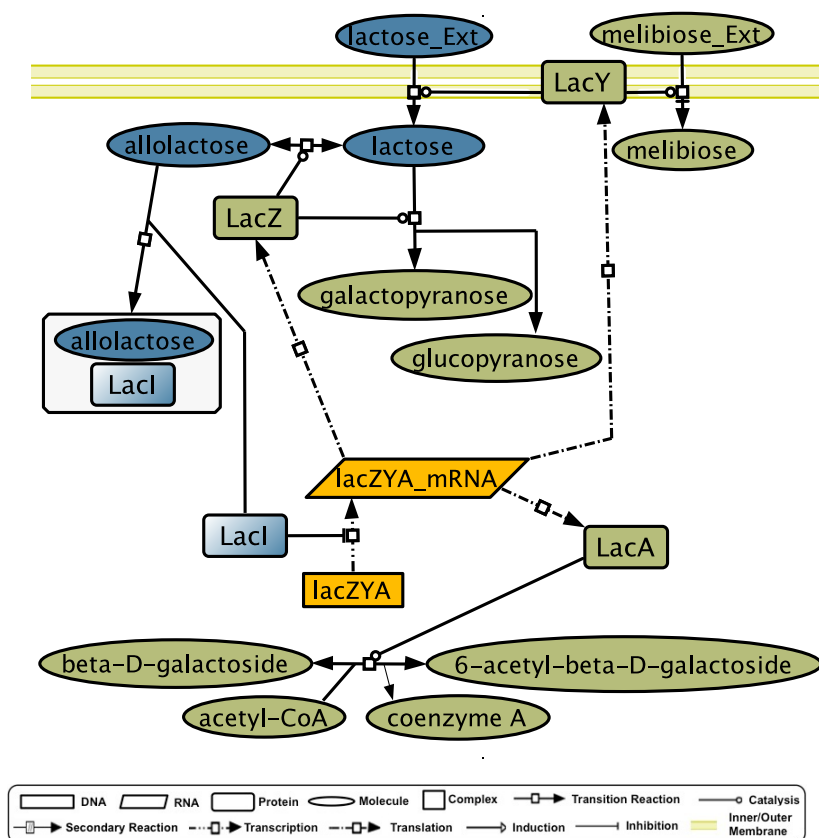 lactose_Ext
melibiose_Ext
LacY
allolactose
lactose
melibiose
LacZ
galactopyranose
allolactose
glucopyranose
LacI
lacZYA_mRNA
LacI
LacA
lacZYA
beta-D-galactoside
6-acetyl-beta-D-galactoside
acetyl-CoA
coenzyme A
DNA RNA Protein Molecule Complex Transition Reaction Catalysis
Secondary Reaction Transcription Translation Induction Inhibition Inner/Outer
Membrane